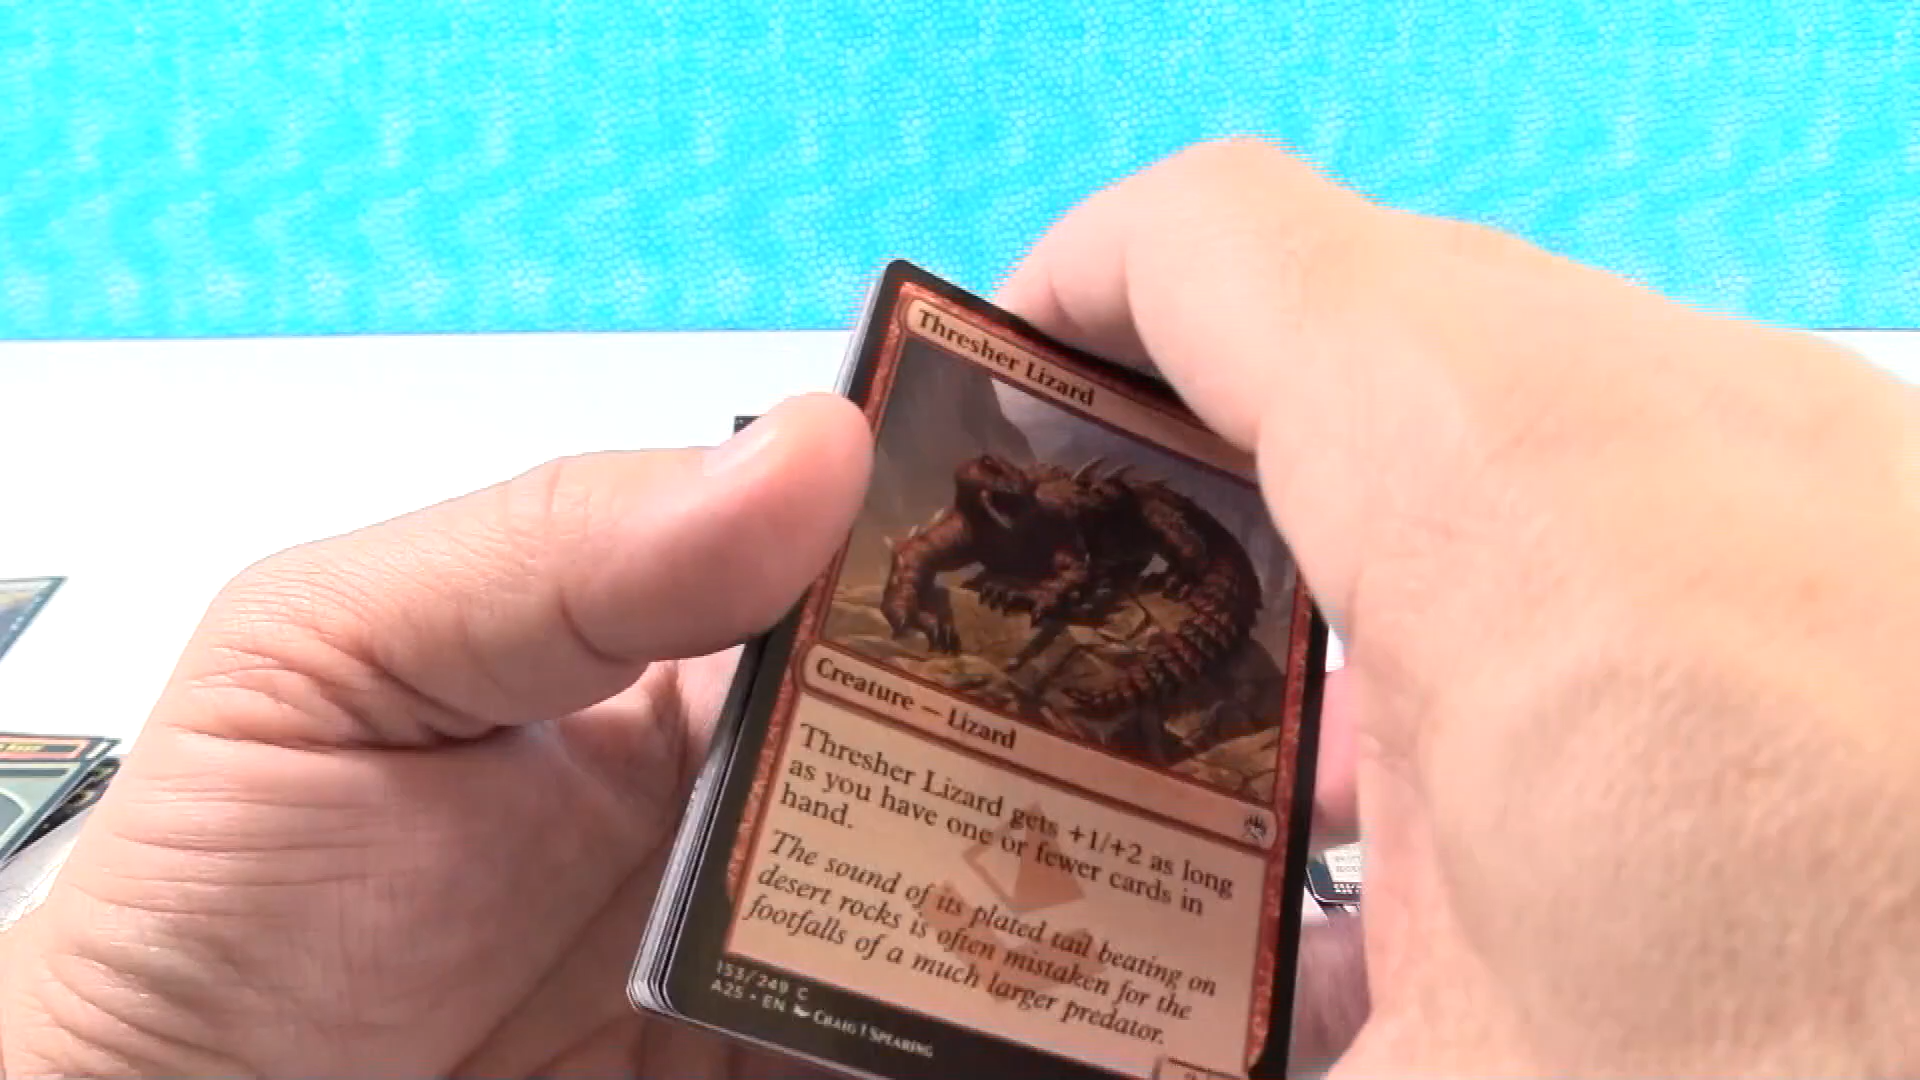 Thresher Lizard
Creature — Lizard
Thresher Lizard gets +1/+2 as long
as you have one or fewer cards in
hand.
The sound of its plated tail beating on
desert rocks is often mistaken for the
footfalls of a much larger predator.
153/249 C
A25 • EN CRAIG J SPEARING